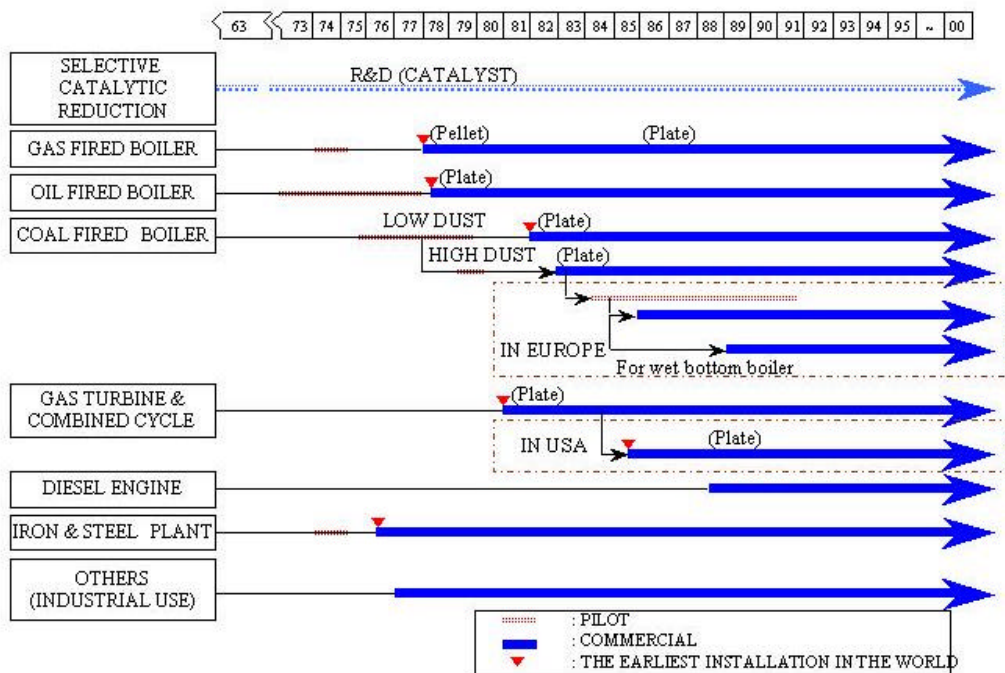 63 73 74 75 76 77 78 79 80 81 82 83 84 85 86 87 88 89 90 91 92 93 94 95 ~ 00
SELECTIVE
CATALYTIC
REDUCTION
R&D (CATALYST)
GAS FIRED BOILER
(Pellet) (Plate)
OIL FIRED BOILER
(Plate)
COAL FIRED BOILER
LOW DUST (Plate)
HIGH DUST (Plate)
IN EUROPE
For wet bottom boiler
GAS TURBINE &
COMBINED CYCLE
(Plate)
IN USA (Plate)
DIESEL ENGINE
IRON & STEEL PLANT
OTHERS
(INDUSTRIAL USE)
: PILOT
: COMMERCIAL
: THE EARLIEST INSTALLATION IN THE WORLD